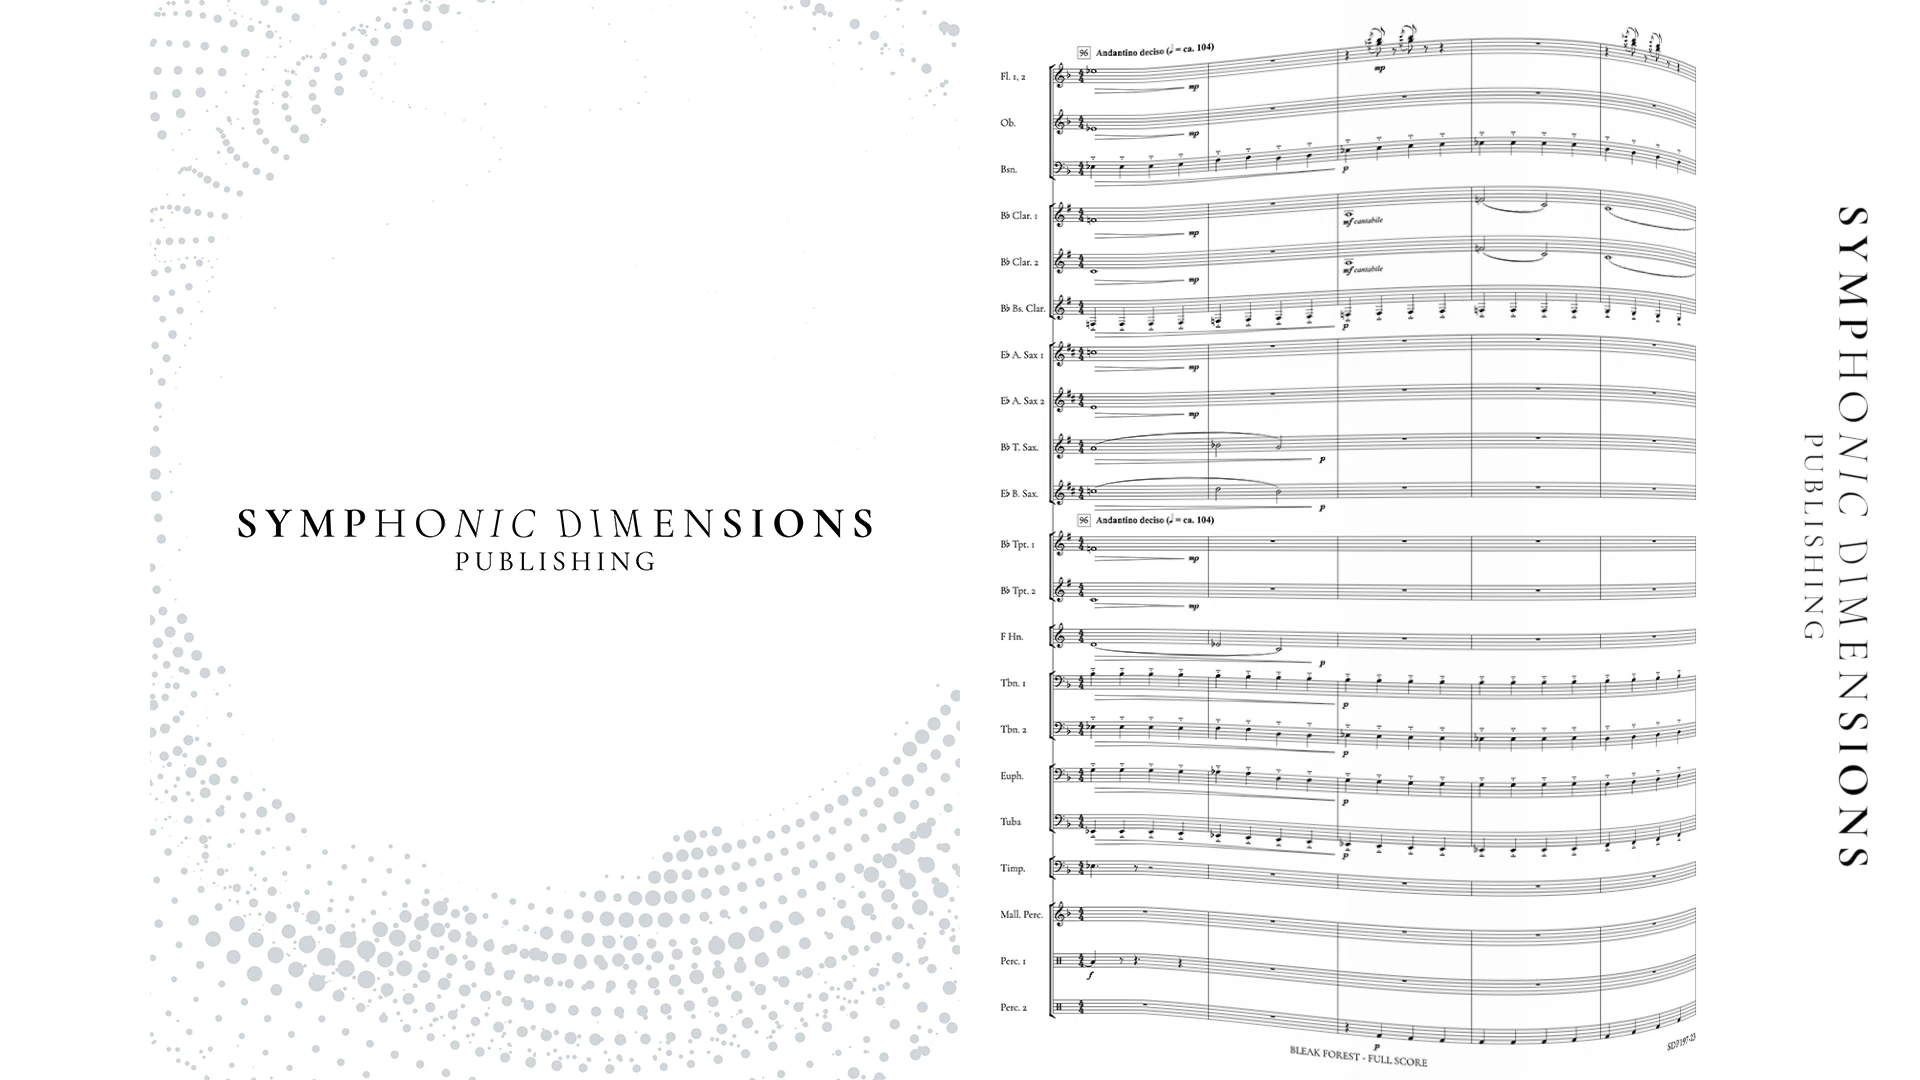 SYMPHONIC DIMENSIONS
PUBLISHING
96 Andantino deciso (♩ = ca. 104)
Fl. 1, 2
mp
mp
Ob.
mp
Bsn.
p
B♭ Clar. 1
mp
mf cantabile
B♭ Clar. 2
mp
mf cantabile
B♭ Bs. Clar.
p
E♭ A. Sax 1
mp
E♭ A. Sax 2
mp
B♭ T. Sax.
p
E♭ B. Sax.
p
96 Andantino deciso (♩ = ca. 104)
B♭ Tpt. 1
mp
B♭ Tpt. 2
mp
F Hn.
p
Tbn. 1
p
Tbn. 2
p
Euph.
p
Tuba
p
Timp.
Mall. Perc.
Perc. 1
f
Perc. 2
p
BLEAK FOREST - FULL SCORE
SDP197-23
SYMPHONIC DIMENSIONS
PUBLISHING